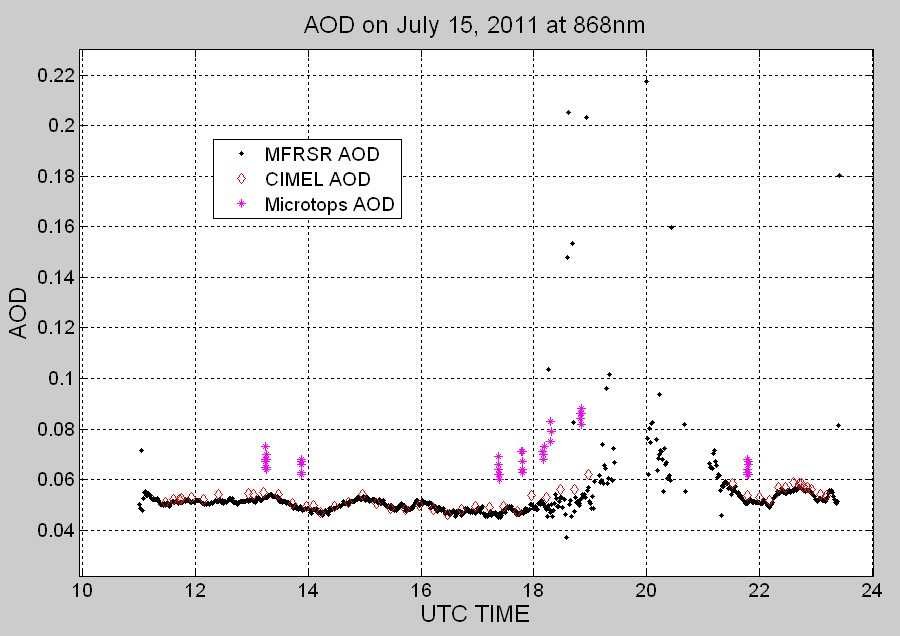 AOD on July 15, 2011 at 868nm
0.22
0.2
0.18
0.16
0.14
0.12
0.1
0.08
0.06
0.04
AOD
MFRSR AOD
CIMEL AOD
Microtops AOD
10 12 14 16 18 20 22 24
UTC TIME